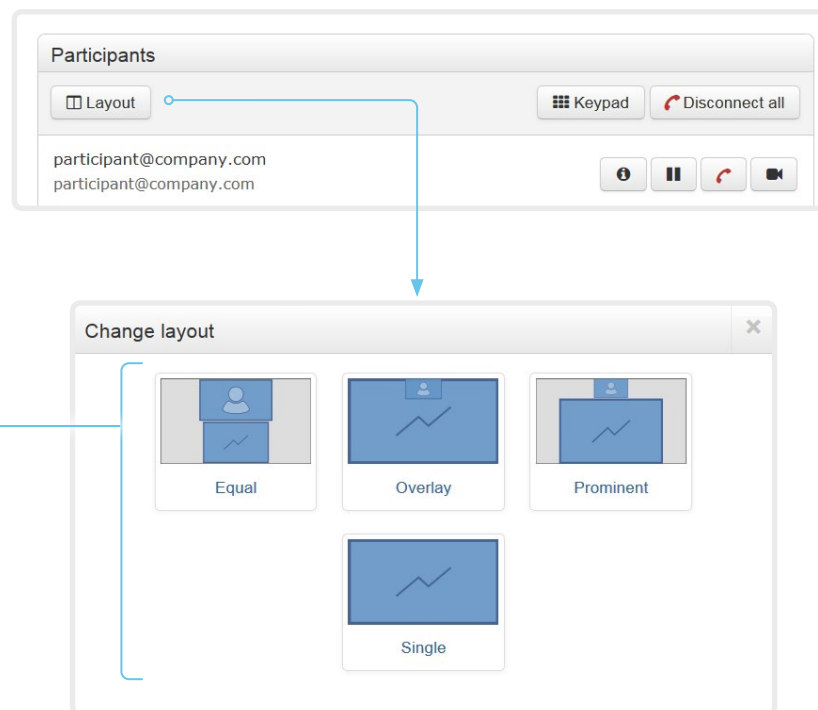 Participants
Layout
Keypad
Disconnect all
participant@company.com
participant@company.com
Change layout
Equal
Overlay
Prominent
Single